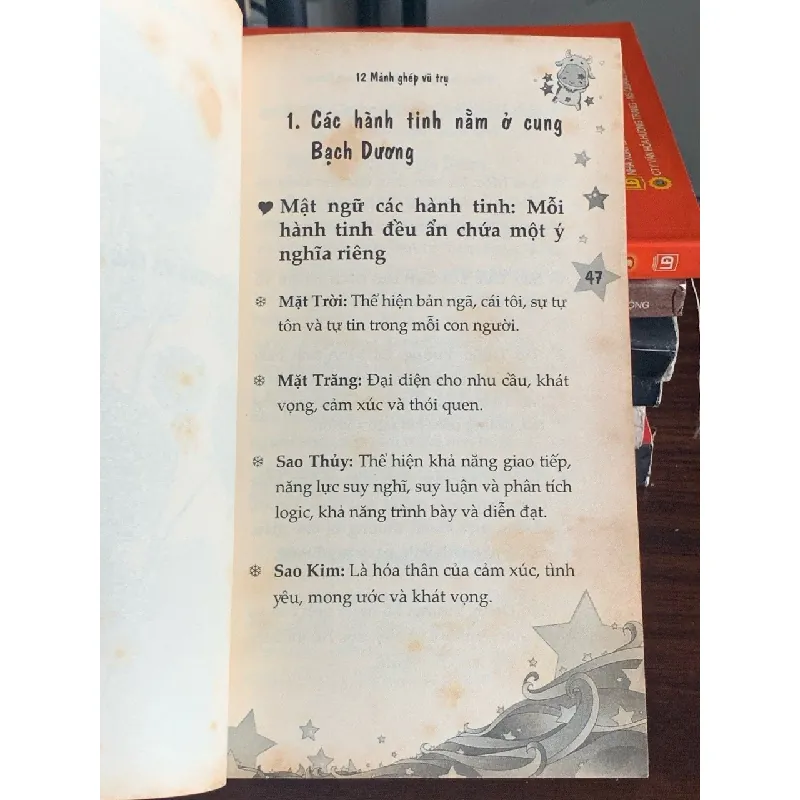 12 Mảnh ghép vũ trụ
1. Các hành tinh nằm ở cung
Bạch Dương
Mật ngữ các hành tinh: Mỗi
hành tinh đều ẩn chứa một ý
nghĩa riêng
47
Mặt Trời: Thể hiện bản ngã, cái tôi, sự tự
tôn và tự tin trong mỗi con người.
Mặt Trăng: Đại diện cho nhu cầu, khát
vọng, cảm xúc và thói quen.
Sao Thủy: Thể hiện khả năng giao tiếp,
năng lực suy nghĩ, suy luận và phân tích
logic, khả năng trình bày và diễn đạt.
Sao Kim: Là hóa thân của cảm xúc, tình
yêu, mong ước và khát vọng.
LĐ